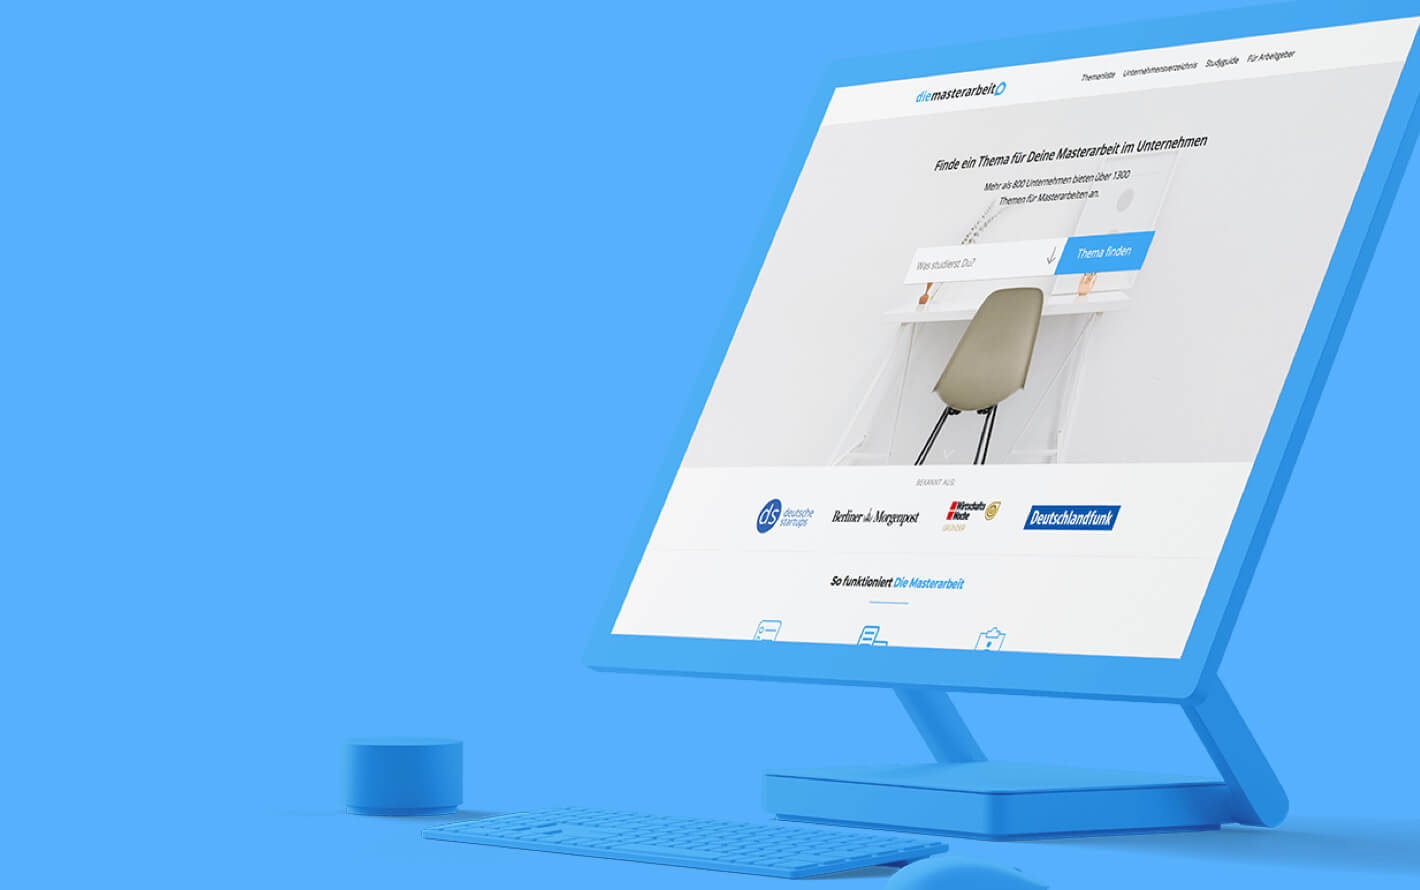 diemasterarbeit
Themenliste Unternehmensverzeichnis Studyguide Für Arbeitgeber
Finde ein Thema für Deine Masterarbeit im Unternehmen
Mehr als 800 Unternehmen bieten über 1300
Themen für Masterarbeiten an.
Was studierst Du?
Thema finden
BEKANNT AUS:
ds deutsche
startups
Berliner Morgenpost
Wirtschafts
Woche
GRÜNDER
Deutschlandfunk
So funktioniert Die Masterarbeit